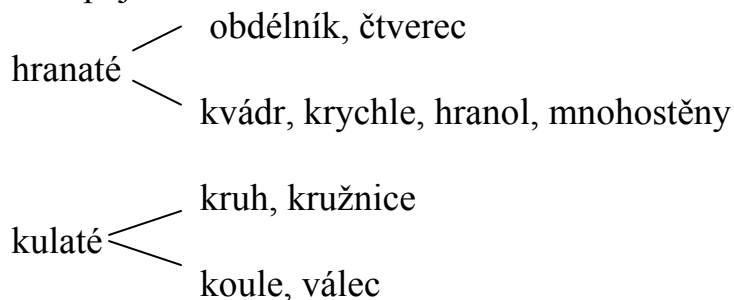 obdélník, čtverec
hranaté
kvádr, krychle, hranol, mnohostěny
kruh, kružnice
kulaté
koule, válec